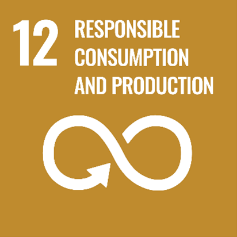 12 RESPONSIBLE
CONSUMPTION
AND PRODUCTION